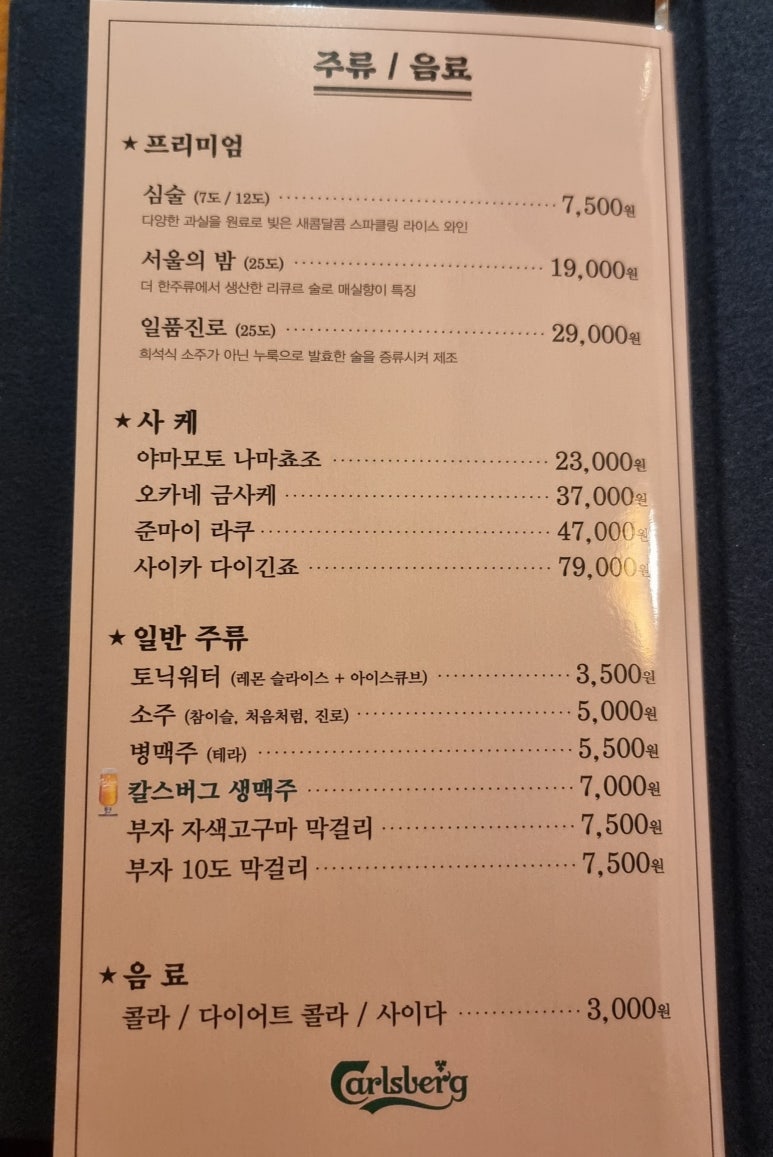 주류 / 음료
★ 프리미엄
심술 (7도 / 12도) 7,500원
다양한 과실을 원료로 빚은 새콤달콤 스파클링 라이스 와인
서울의 밤 (25도) 19,000원
더 한주류에서 생산한 리큐르 술로 매실향이 특징
일품진로 (25도) 29,000원
희석식 소주가 아닌 누룩으로 발효한 술을 증류시켜 제조
★ 사 케
야마모토 나마쵸조 23,000원
오카네 금사케 37,000원
준마이 라쿠 47,000원
사이카 다이긴죠 79,000원
★ 일반 주류
토닉워터 (레몬 슬라이스 + 아이스큐브) 3,500원
소주 (참이슬, 처음처럼, 진로) 5,000원
병맥주 (테라) 5,500원
칼스버그 생맥주 7,000원
부자 자색고구마 막걸리 7,500원
부자 10도 막걸리 7,500원
★ 음 료
콜라 / 다이어트 콜라 / 사이다 3,000원
Carlsberg